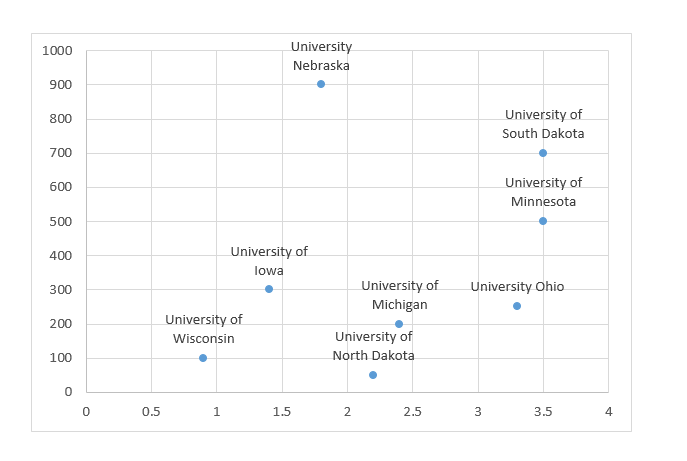 University
Nebraska
1000
900
University of
South Dakota
800
700
University of
Minnesota
600
500
University of
Iowa
400
University of
Michigan
University Ohio
300
University of
Wisconsin
200
University of
North Dakota
100
0
0 0.5 1 1.5 2 2.5 3 3.5 4